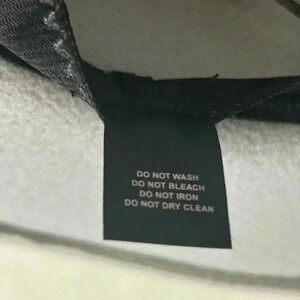 DO NOT WASH
DO NOT BLEACH
DO NOT IRON
DO NOT DRY CLEAN